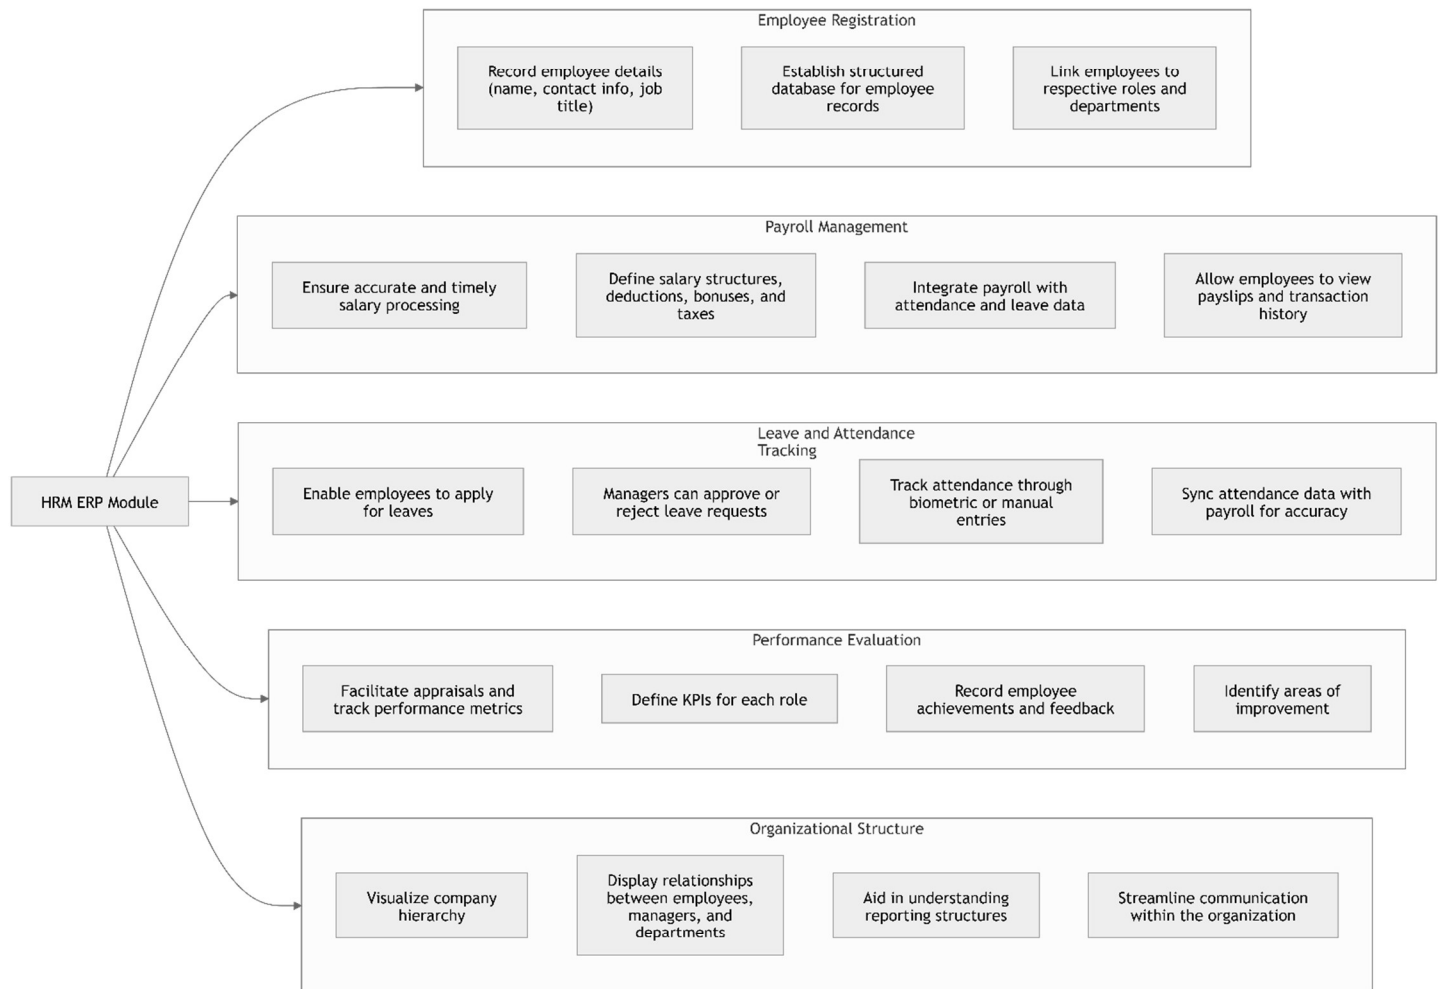 Employee Registration
Record employee details
(name, contact info, job
title)
Establish structured
database for employee
records
Link employees to
respective roles and
departments
Payroll Management
Ensure accurate and timely
salary processing
Define salary structures,
deductions, bonuses, and
taxes
Integrate payroll with
attendance and leave data
Allow employees to view
payslips and transaction
history
Leave and Attendance
Tracking
Enable employees to apply
for leaves
Managers can approve or
reject leave requests
Track attendance through
biometric or manual
entries
Sync attendance data with
payroll for accuracy
HRM ERP Module
Performance Evaluation
Facilitate appraisals and
track performance metrics
Define KPIs for each role
Record employee
achievements and feedback
Identify areas of
improvement
Organizational Structure
Visualize company
hierarchy
Display relationships
between employees,
managers, and
departments
Aid in understanding
reporting structures
Streamline communication
within the organization